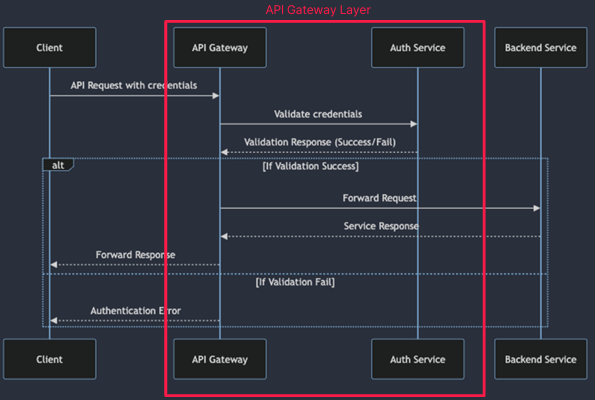 API Gateway Layer
Client
API Gateway
Auth Service
Backend Service
API Request with credentials
Validate credentials
Validation Response (Success/Fail)
alt
[If Validation Success]
Forward Request
Service Response
Forward Response
[If Validation Fail]
Authentication Error
Client
API Gateway
Auth Service
Backend Service